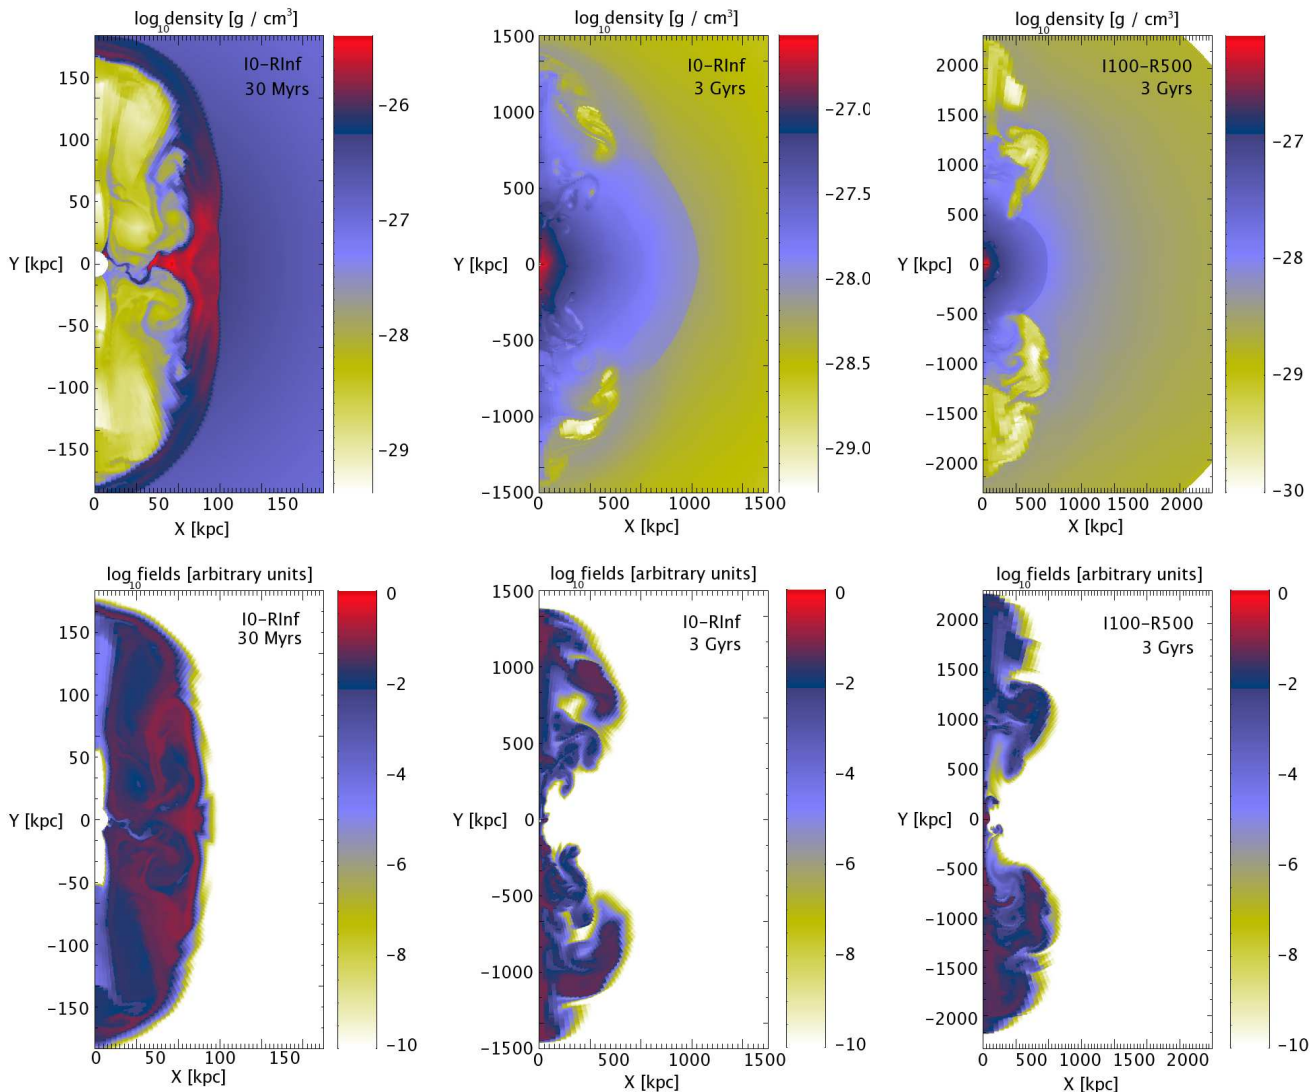 log₁₀ density [g / cm³]
I0-RInf
30 Myrs
150
100
50
Y [kpc] 0
−50
−100
−150
0 50 100 150
X [kpc]
−26
−27
−28
−29
log₁₀ density [g / cm³]
I0-RInf
3 Gyrs
1500
1000
500
Y [kpc] 0
−500
−1000
−1500
0 500 1000 1500
X [kpc]
−27.0
−27.5
−28.0
−28.5
−29.0
log₁₀ density [g / cm³]
I100-R500
3 Gyrs
2000
1500
1000
500
Y [kpc] 0
−500
−1000
−1500
−2000
0 500 1000 1500 2000
X [kpc]
−27
−28
−29
−30
log₁₀ fields [arbitrary units]
I0-RInf
30 Myrs
150
100
50
Y [kpc] 0
−50
−100
−150
0 50 100 150
X [kpc]
0
−2
−4
−6
−8
−10
log₁₀ fields [arbitrary units]
I0-RInf
3 Gyrs
1500
1000
500
Y [kpc] 0
−500
−1000
−1500
0 500 1000 1500
X [kpc]
0
−2
−4
−6
−8
−10
log₁₀ fields [arbitrary units]
I100-R500
3 Gyrs
2000
1500
1000
500
Y [kpc] 0
−500
−1000
−1500
−2000
0 500 1000 1500 2000
X [kpc]
0
−2
−4
−6
−8
−10